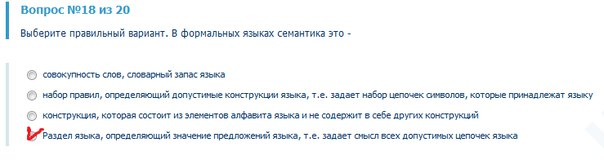 Вопрос №18 из 20
Выберите правильный вариант. В формальных языках семантика это -
совокупность слов, словарный запас языка
набор правил, определяющий допустимые конструкции языка, т.е. задает набор цепочек символов, которые принадлежат языку
конструкция, которая состоит из элементов алфавита языка и не содержит в себе других конструкций
Раздел языка, определяющий значение предложений языка, т.е. задает смысл всех допустимых цепочек языка